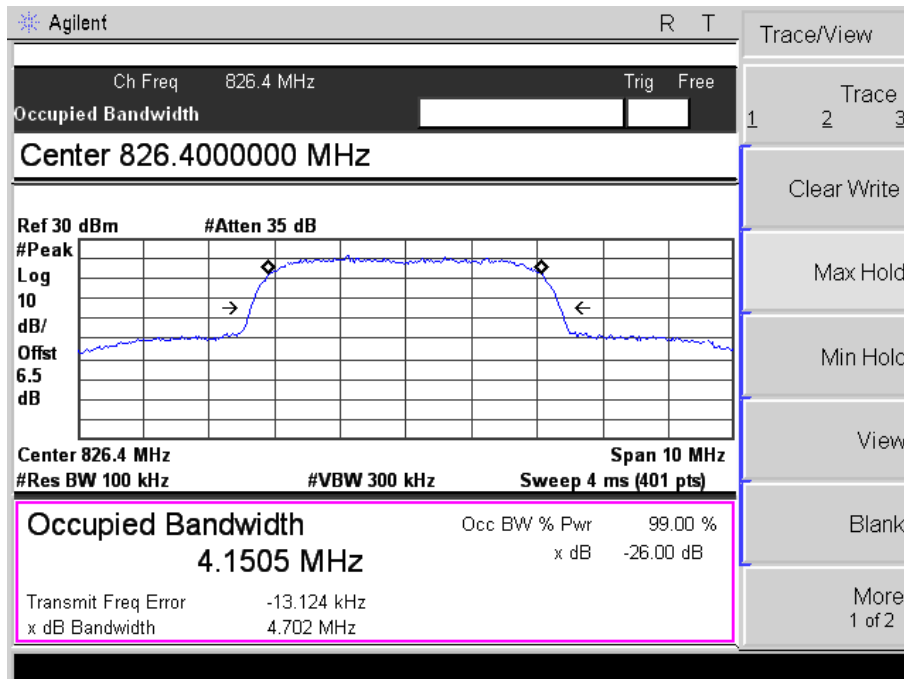 Agilent R T
Ch Freq 826.4 MHz Trig Free
Occupied Bandwidth
Center 826.4000000 MHz
Ref 30 dBm #Atten 35 dB
#Peak
Log
10
dB/
Offst
6.5
dB
Center 826.4 MHz Span 10 MHz
#Res BW 100 kHz #VBW 300 kHz Sweep 4 ms (401 pts)
Occupied Bandwidth Occ BW % Pwr 99.00 %
4.1505 MHz x dB -26.00 dB
Transmit Freq Error -13.124 kHz
x dB Bandwidth 4.702 MHz
Trace/View
Trace
1 2 3
Clear Write
Max Hold
Min Hold
View
Blank
More
1 of 2